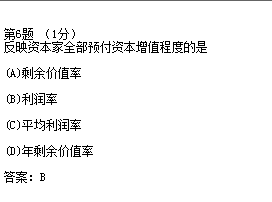 第6题 （1分）
反映资本家全部预付资本增值程度的是
(A)剩余价值率
(B)利润率
(C)平均利润率
(D)年剩余价值率
答案：B